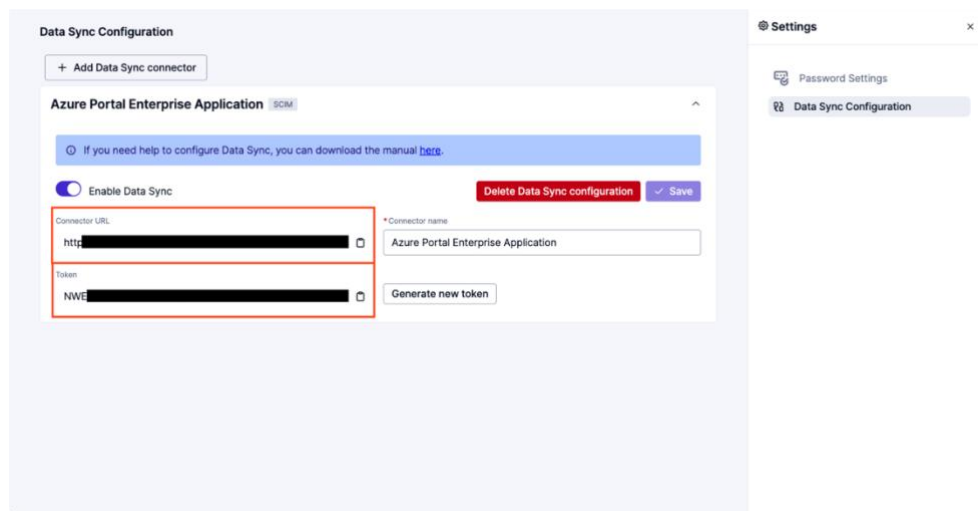 Data Sync Configuration
+ Add Data Sync connector
Azure Portal Enterprise Application SCIM
If you need help to configure Data Sync, you can download the manual here.
Enable Data Sync
Delete Data Sync configuration
Save
Connector URL
http
*Connector name
Azure Portal Enterprise Application
Token
NWE
Generate new token
Settings
Password Settings
Data Sync Configuration